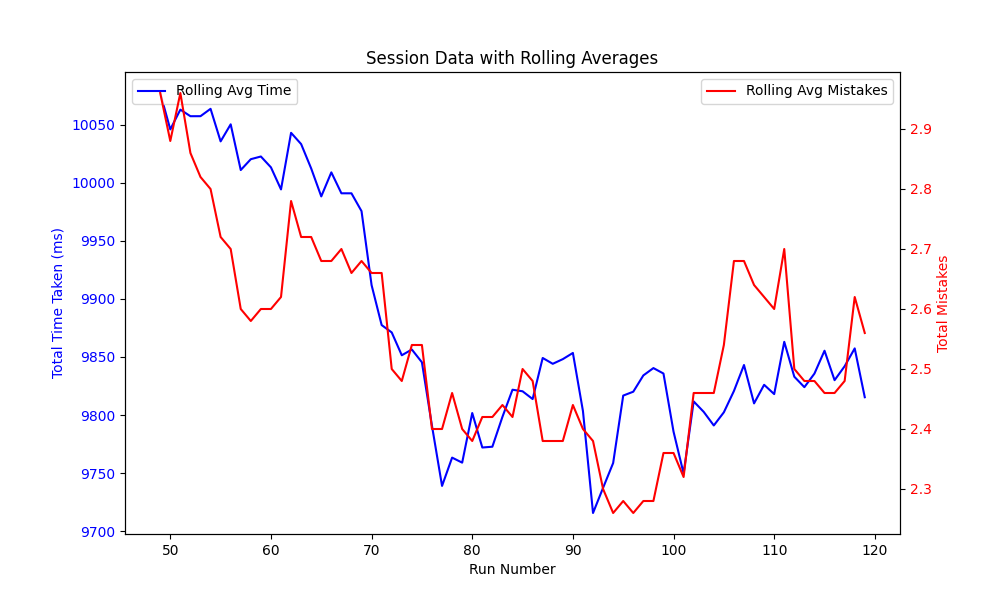 Session Data with Rolling Averages
Rolling Avg Time
Rolling Avg Mistakes
Total Time Taken (ms)
10050
10000
9950
9900
9850
9800
9750
9700
2.9
2.8
2.7
2.6
2.5
2.4
2.3
Total Mistakes
50 60 70 80 90 100 110 120
Run Number